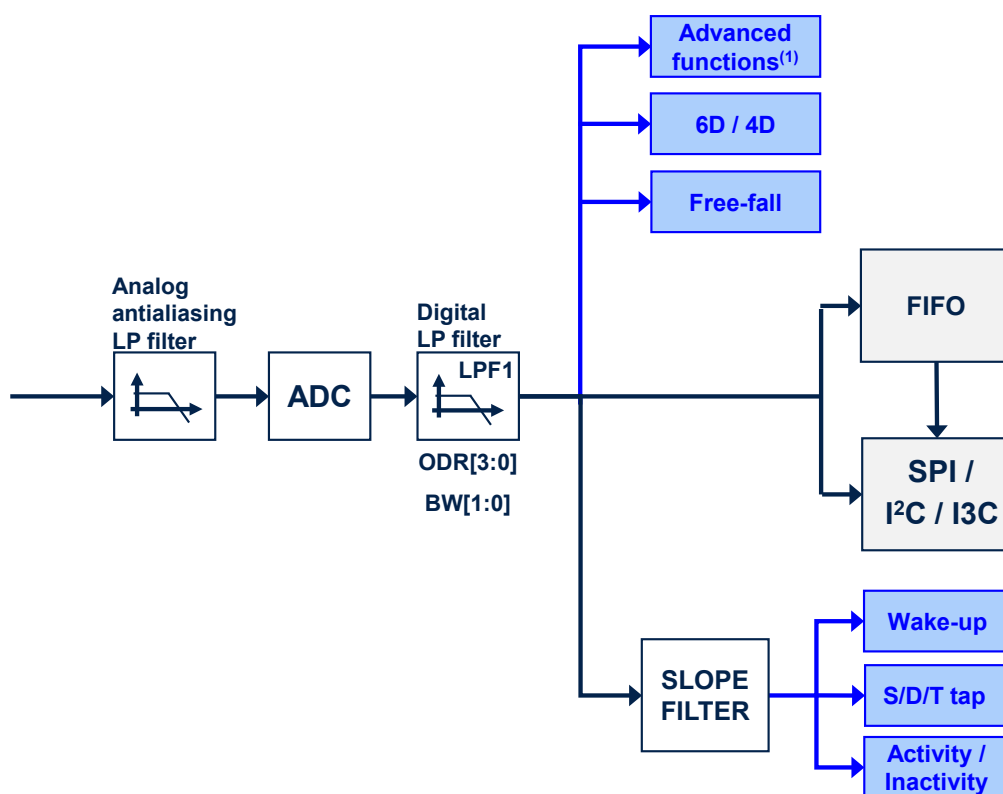 Advanced
functions⁽¹⁾
6D / 4D
Free-fall
Analog
antialiasing
LP filter
ADC
Digital
LP filter
LPF1
ODR[3:0]
BW[1:0]
FIFO
SPI /
I²C / I3C
SLOPE
FILTER
Wake-up
S/D/T tap
Activity /
Inactivity